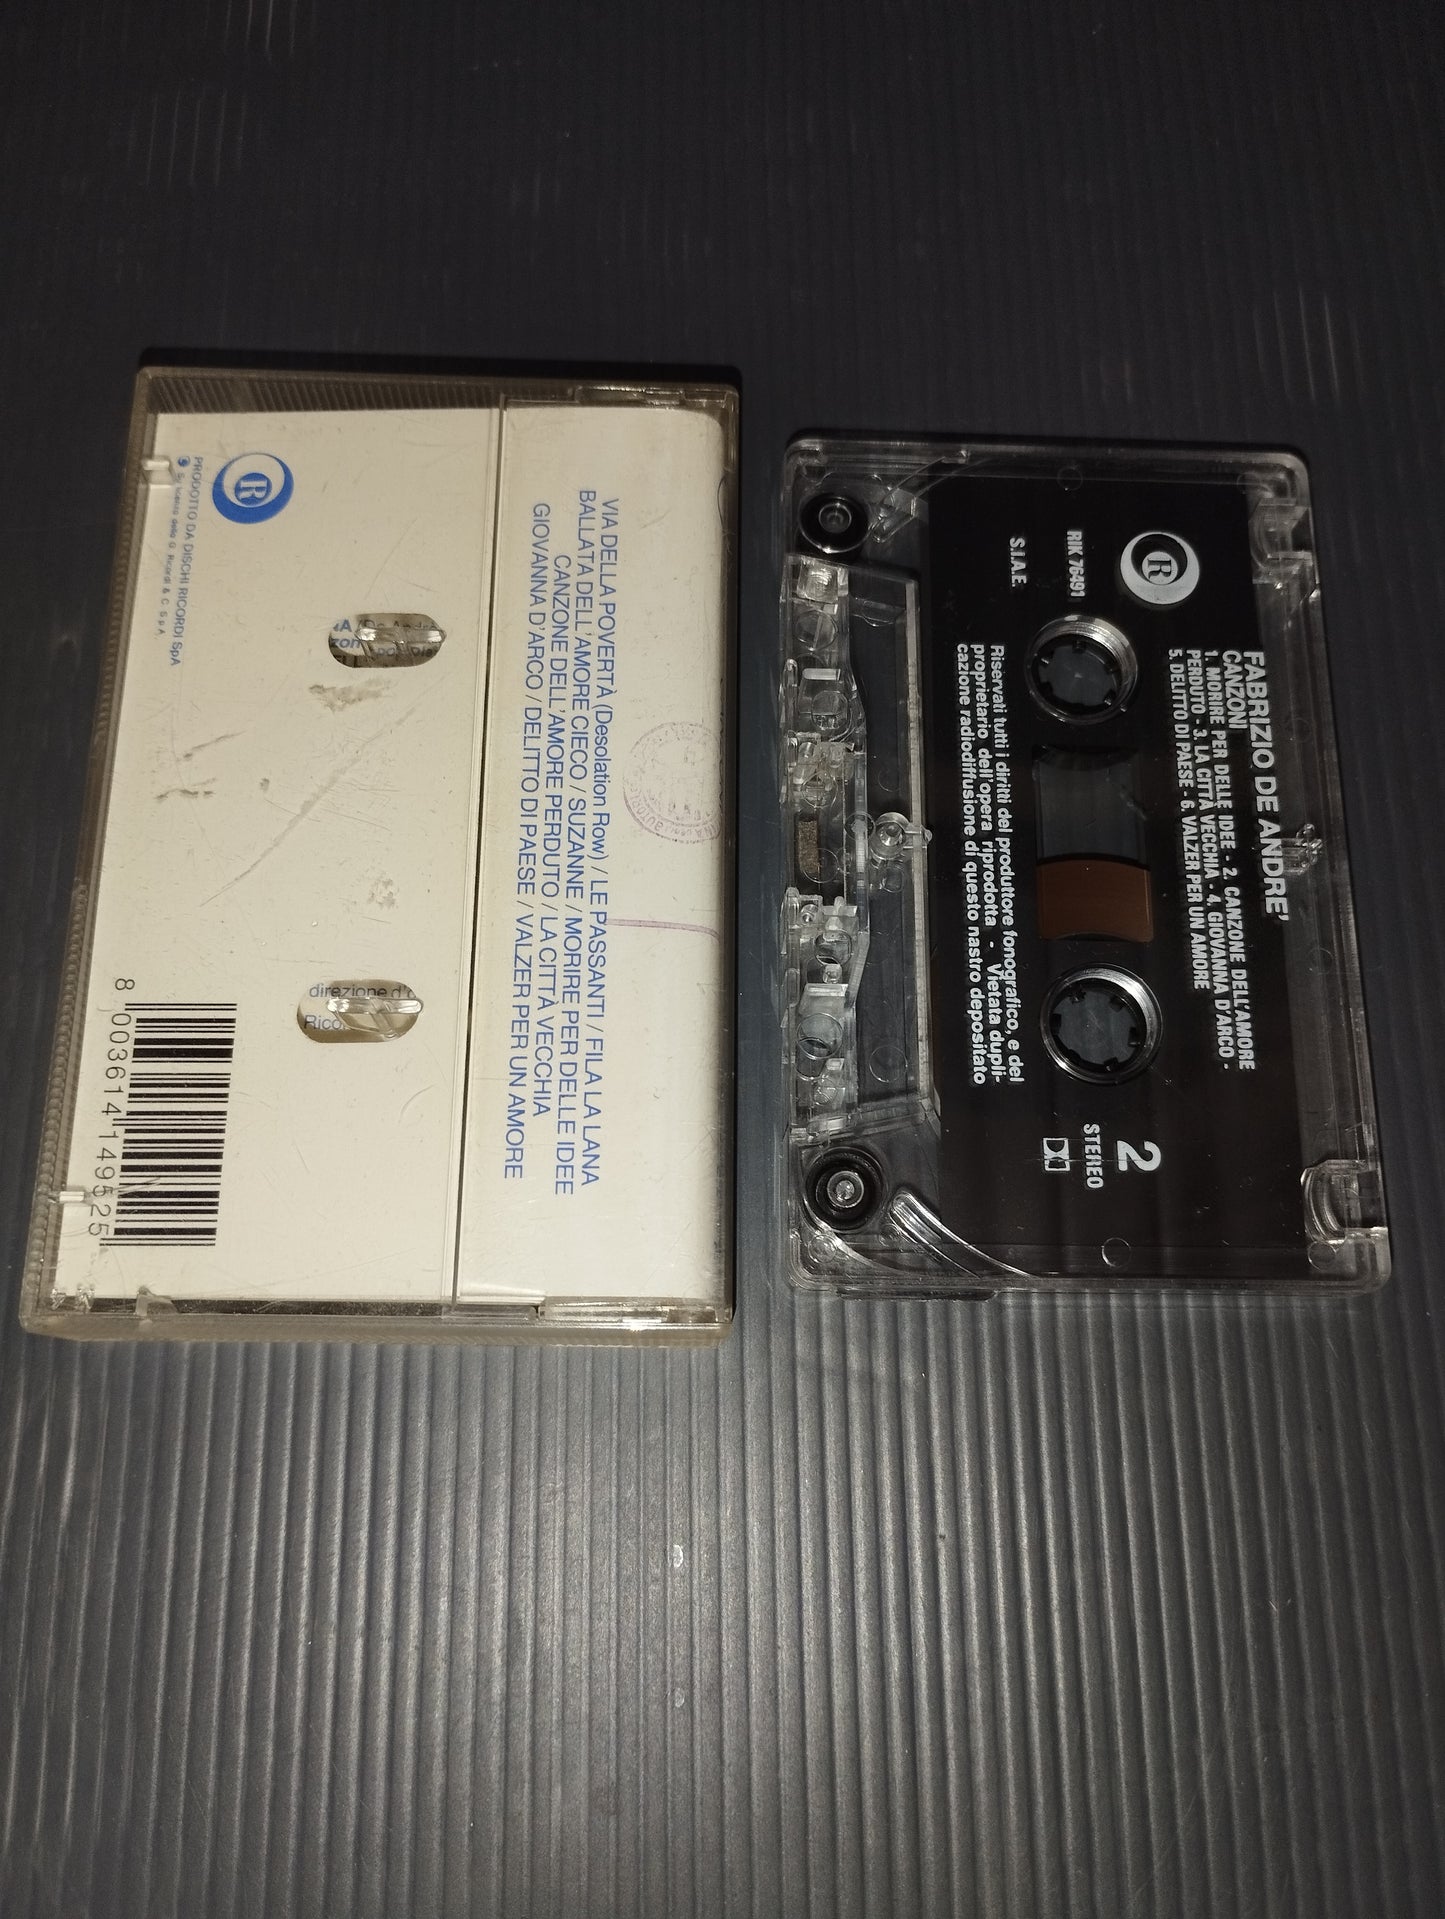 VIA DELLA POVERTÀ (Desolation Row) / LE PASSANTI / FILA LA LANA
BALLATA DELL'AMORE CIECO / SUZANNE / MORIRE PER DELLE IDEE
CANZONE DELL'AMORE PERDUTO / LA CITTÀ VECCHIA
GIOVANNA D'ARCO / DELITTO DI PAESE / VALZER PER UN AMORE
direzione d'o
R
PRODOTTO DA DISCHI RICORDI SpA
Ricordi & C. S.p.A.
8 003614 149525
R
FABRIZIO DE ANDRE'
CANZONI
1. MORIRE PER DELLE IDEE - 2. CANZONE DELL'AMORE
PERDUTO - 3. LA CITTÀ VECCHIA - 4. GIOVANNA D'ARCO -
5. DELITTO DI PAESE - 6. VALZER PER UN AMORE
RIK 76491
S.I.A.E.
2
STEREO
Riservati tutti i diritti del produttore fonografico, e del
proprietario dell'opera riprodotta - Vietata dupli-
cazione radiodiffusione di questo nastro depositato